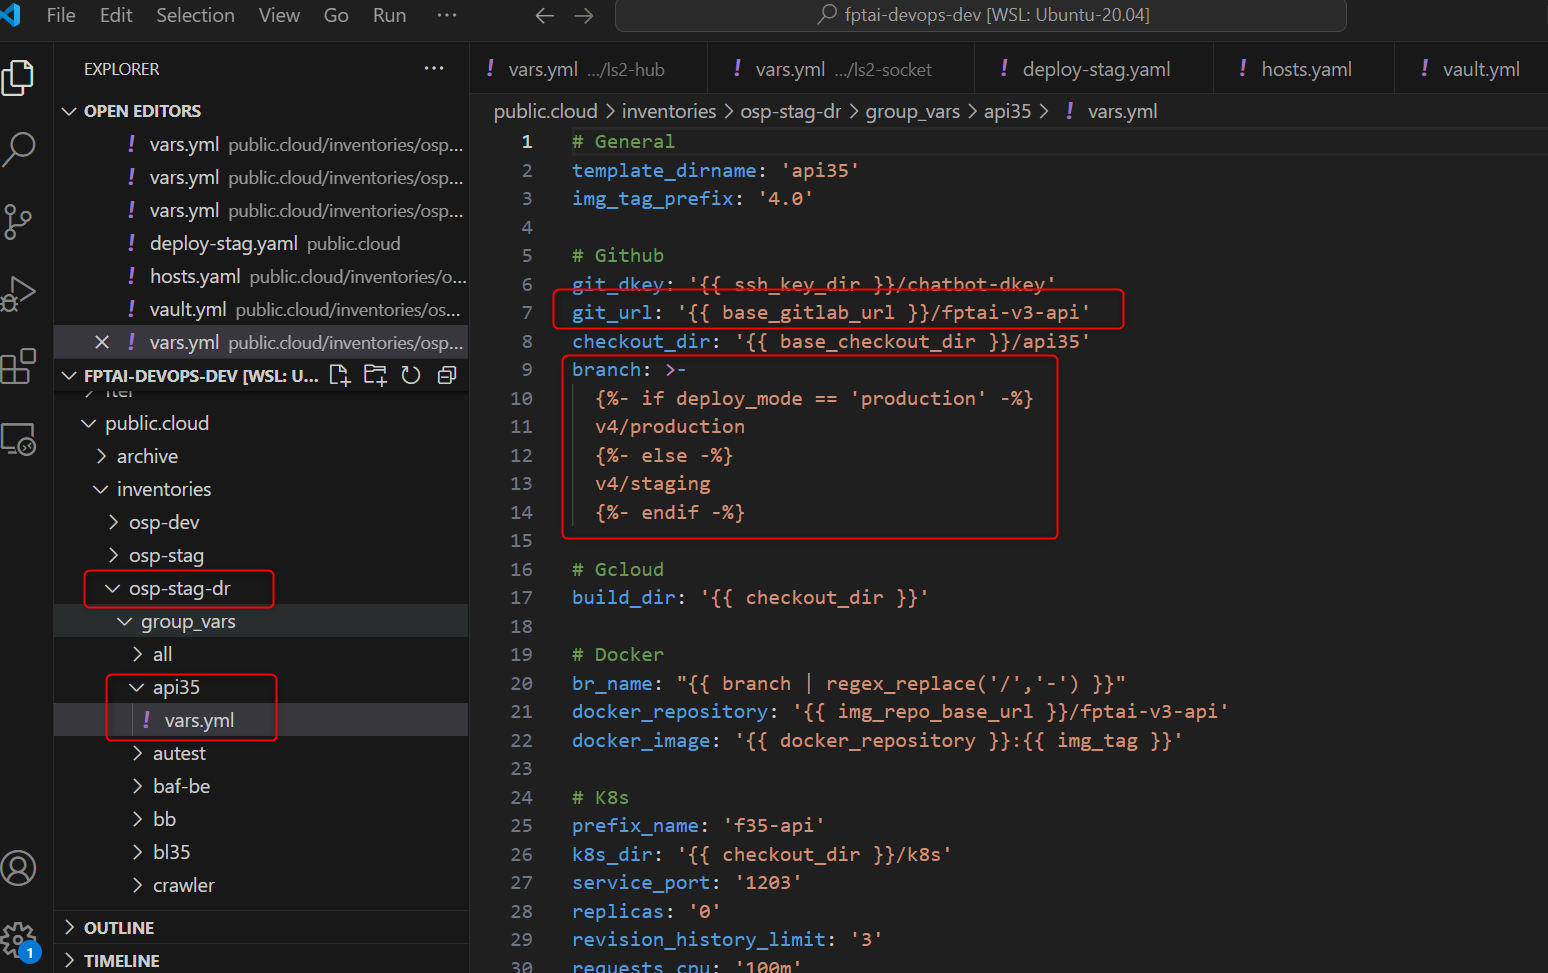 File Edit Selection View Go Run ···
fptai-devops-dev [WSL: Ubuntu-20.04]
EXPLORER ···
OPEN EDITORS
! vars.yml public.cloud/inventories/osp...
! vars.yml public.cloud/inventories/osp...
! vars.yml public.cloud/inventories/osp...
! deploy-stag.yaml public.cloud
! hosts.yaml public.cloud/inventories/o...
! vault.yml public.cloud/inventories/os...
! vars.yml public.cloud/inventories/osp...
FPTAI-DEVOPS-DEV [WSL: U...
public.cloud
archive
inventories
osp-dev
osp-stag
osp-stag-dr
group_vars
all
api35
! vars.yml
autest
baf-be
bb
bl35
crawler
OUTLINE
TIMELINE
1
! vars.yml .../ls2-hub ! vars.yml .../ls2-socket ! deploy-stag.yaml ! hosts.yaml ! vault.yml
public.cloud > inventories > osp-stag-dr > group_vars > api35 > ! vars.yml
1 # General
2 template_dirname: 'api35'
3 img_tag_prefix: '4.0'
4
5 # Github
6 git_dkey: '{{ ssh_key_dir }}/chatbot-dkey'
7 git_url: '{{ base_gitlab_url }}/fptai-v3-api'
8 checkout_dir: '{{ base_checkout_dir }}/api35'
9 branch: >-
10 {%- if deploy_mode == 'production' -%}
11 v4/production
12 {%- else -%}
13 v4/staging
14 {%- endif -%}
15
16 # Gcloud
17 build_dir: '{{ checkout_dir }}'
18
19 # Docker
20 br_name: "{{ branch | regex_replace('/','-') }}"
21 docker_repository: '{{ img_repo_base_url }}/fptai-v3-api'
22 docker_image: '{{ docker_repository }}:{{ img_tag }}'
23
24 # K8s
25 prefix_name: 'f35-api'
26 k8s_dir: '{{ checkout_dir }}/k8s'
27 service_port: '1203'
28 replicas: '0'
29 revision_history_limit: '3'
30 requests_cpu: '100m'